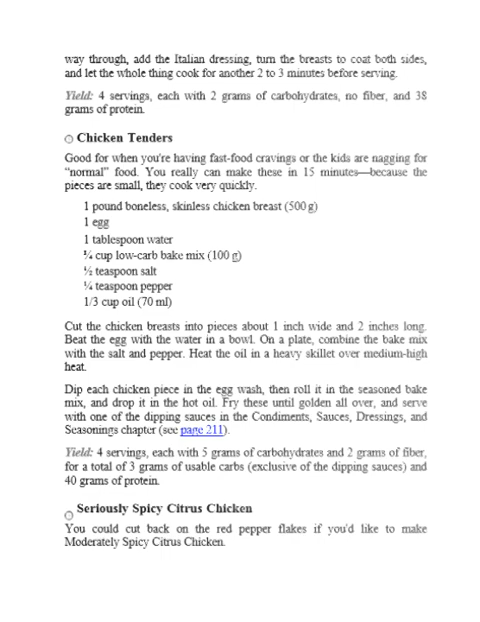 way through, add the Italian dressing, turn the breasts to coat both sides,
and let the whole thing cook for another 2 to 3 minutes before serving.
Yield: 4 servings, each with 2 grams of carbohydrates, no fiber, and 38
grams of protein.
Chicken Tenders
Good for when you're having fast-food cravings or the kids are nagging for
“normal” food. You really can make these in 15 minutes—because the
pieces are small, they cook very quickly.
1 pound boneless, skinless chicken breast (500 g)
1 egg
1 tablespoon water
¾ cup low-carb bake mix (100 g)
½ teaspoon salt
¼ teaspoon pepper
1/3 cup oil (70 ml)
Cut the chicken breasts into pieces about 1 inch wide and 2 inches long.
Beat the egg with the water in a bowl. On a plate, combine the bake mix
with the salt and pepper. Heat the oil in a heavy skillet over medium-high
heat.
Dip each chicken piece in the egg wash, then roll it in the seasoned bake
mix, and drop it in the hot oil. Fry these until golden all over, and serve
with one of the dipping sauces in the Condiments, Sauces, Dressings, and
Seasonings chapter (see page 211).
Yield: 4 servings, each with 5 grams of carbohydrates and 2 grams of fiber,
for a total of 3 grams of usable carbs (exclusive of the dipping sauces) and
40 grams of protein.
Seriously Spicy Citrus Chicken
You could cut back on the red pepper flakes if you'd like to make
Moderately Spicy Citrus Chicken.